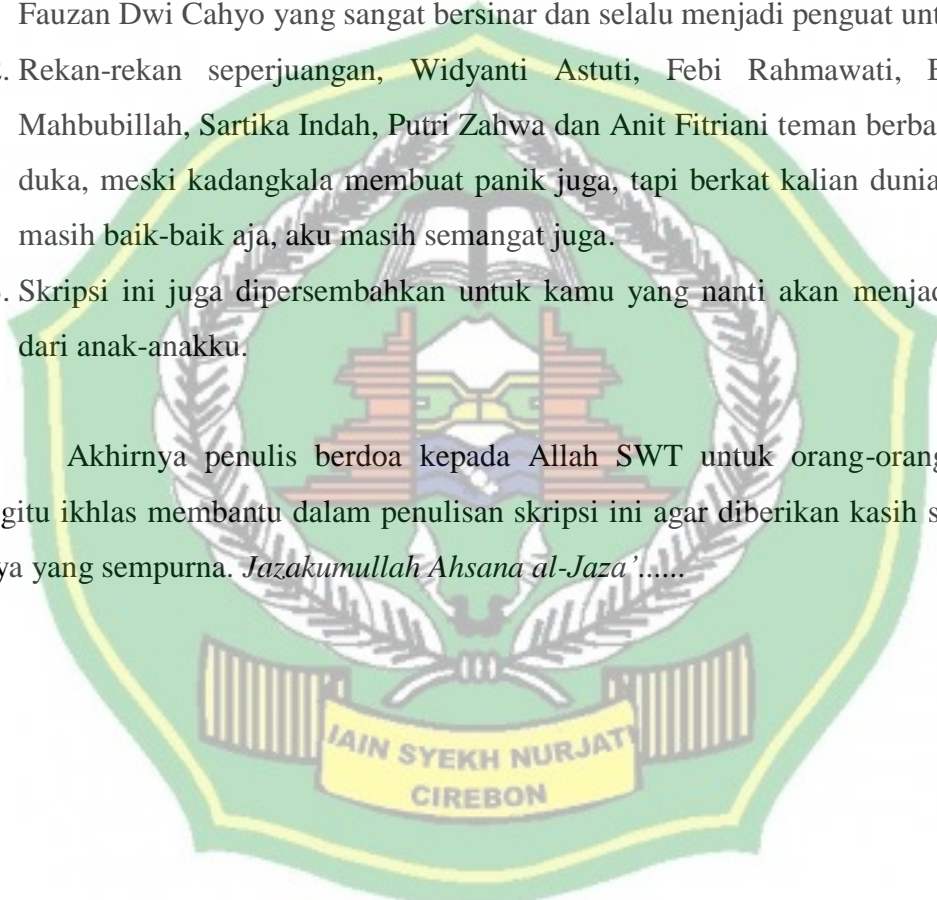 Fauzan Dwi Cahyo yang sangat bersinar dan selalu menjadi penguat
. Rekan-rekan seperjuangan, Widyanti Astuti, Febi Rahmawati,
Mahbubillah, Sartika Indah, Putri Zahwa dan Anit Fitriani teman
duka, meski kadangkala membuat panik juga, tapi berkat kalian dunia
masih baik-baik aja, aku masih semangat juga.
. Skripsi ini juga dipersembahkan untuk kamu yang nanti akan
dari anak-anakku.
Akhirnya penulis berdoa kepada Allah SWT untuk orang-orang
gitu ikhlas membantu dalam penulisan skripsi ini agar diberikan kasih
ya yang sempurna. Jazakumullah Ahsana al-Jaza’......
IAIN SYEKH NURJATI
CIREBON